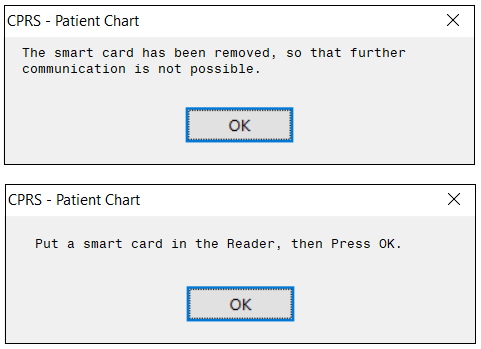 CPRS - Patient Chart
The smart card has been removed, so that further
communication is not possible.
OK
CPRS - Patient Chart
Put a smart card in the Reader, then Press OK.
OK